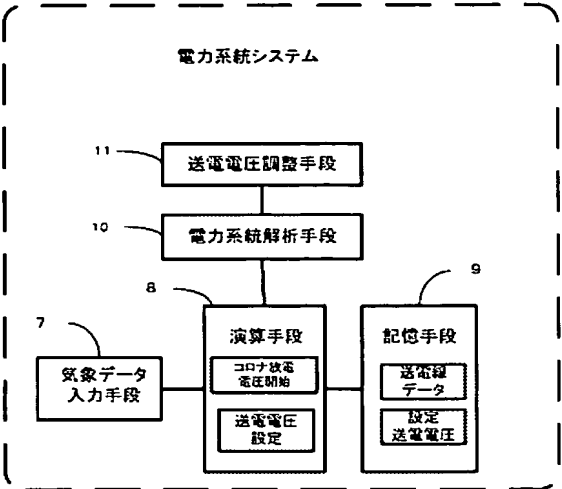 電力系統システム
11
送電電圧調整手段
10
電力系統解析手段
8
9
7
演算手段
記憶手段
コロナ放電
電圧開始
送電線
データ
気象データ
入力手段
送電電圧
設定
設定
送電電圧